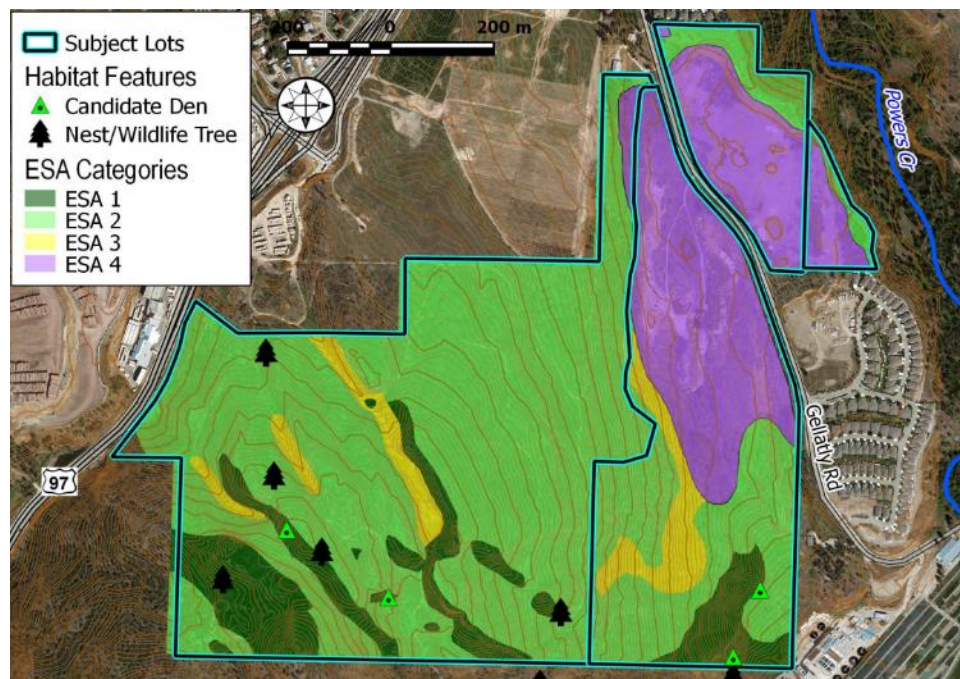 Subject Lots
Habitat Features
Candidate Den
Nest/Wildlife Tree
ESA Categories
ESA 1
ESA 2
ESA 3
ESA 4
200 0 200 m
Powers Cr
Gellatly Rd
97